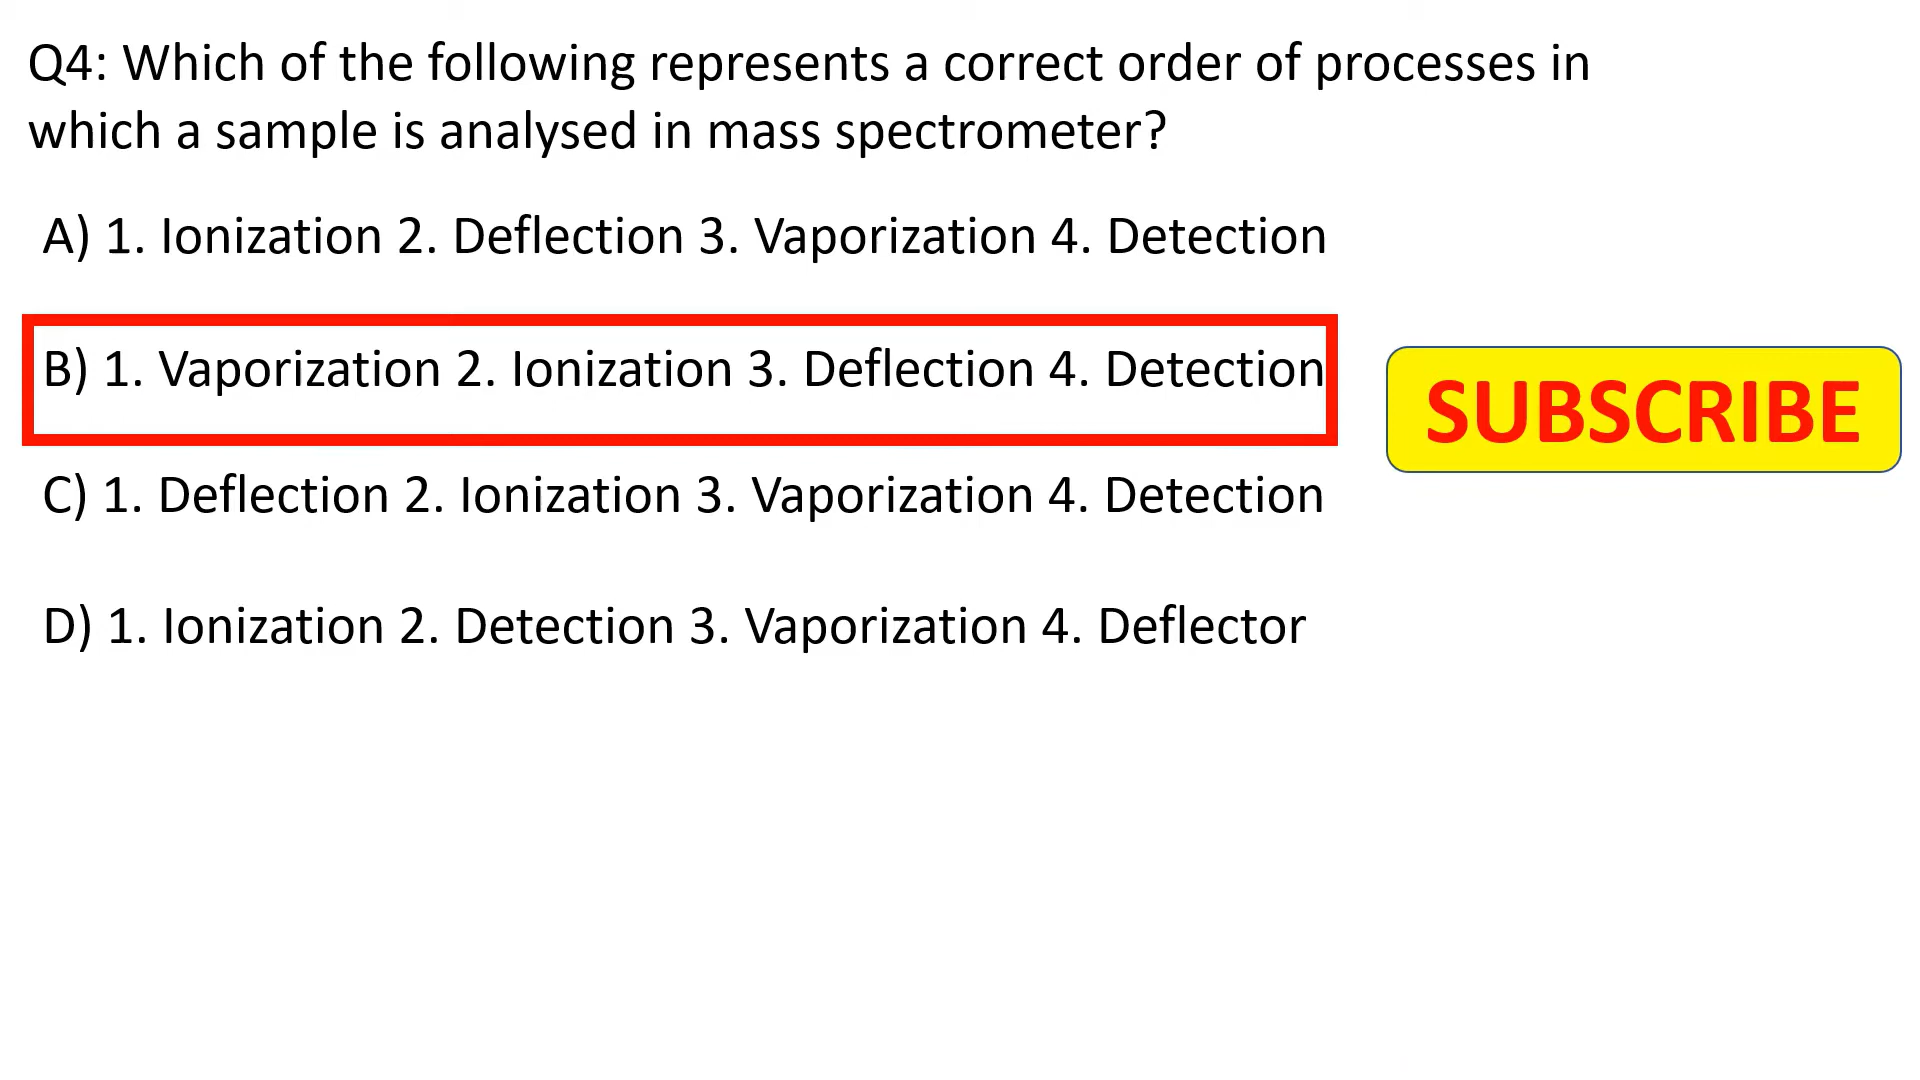 Q4: Which of the following represents a correct order of processes in
which a sample is analysed in mass spectrometer?
A) 1. Ionization 2. Deflection 3. Vaporization 4. Detection
B) 1. Vaporization 2. Ionization 3. Deflection 4. Detection
SUBSCRIBE
C) 1. Deflection 2. Ionization 3. Vaporization 4. Detection
D) 1. Ionization 2. Detection 3. Vaporization 4. Deflector